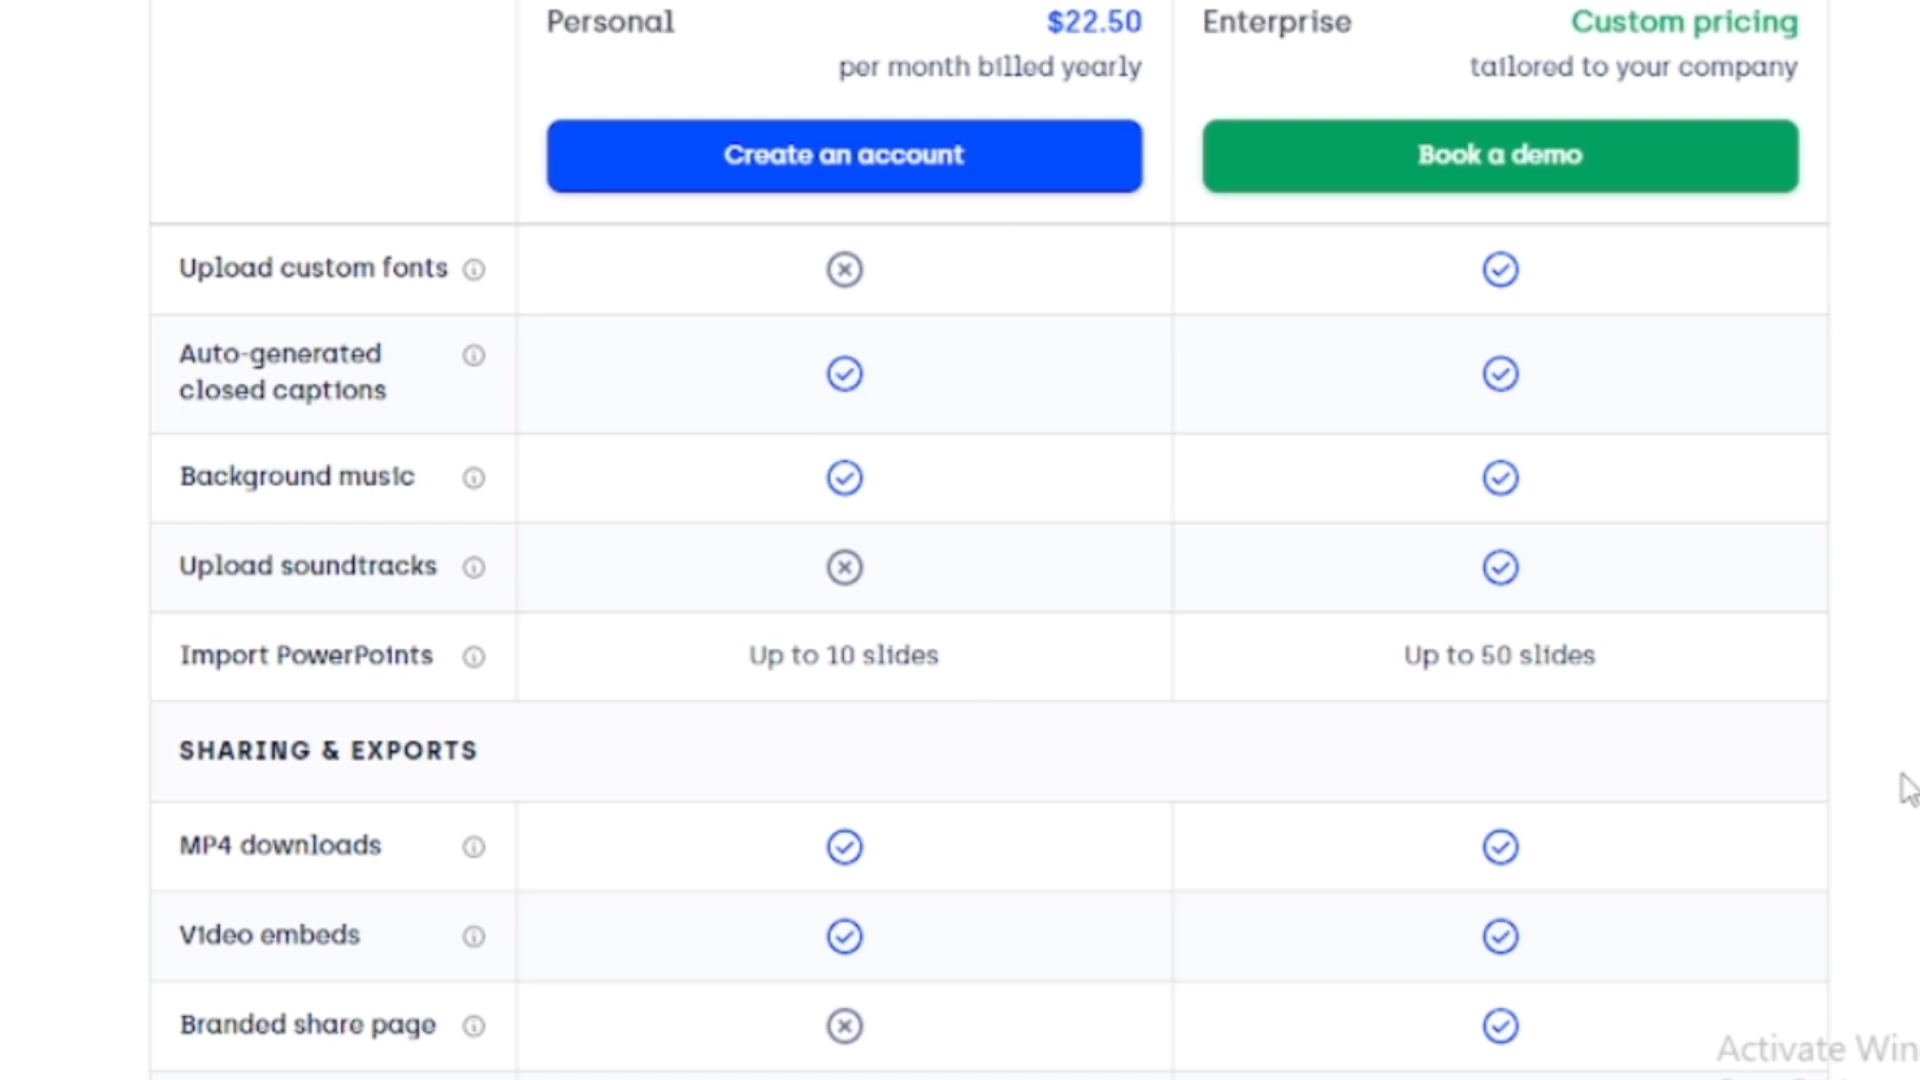 Personal $22.50 Enterprise Custom pricing
per month billed yearly tailored to your company
Create an account Book a demo
Upload custom fonts
Auto-generated
closed captions
Background music
Upload soundtracks
Import PowerPoints Up to 10 slides Up to 50 slides
SHARING & EXPORTS
MP4 downloads
Video embeds
Branded share page
Activate Win